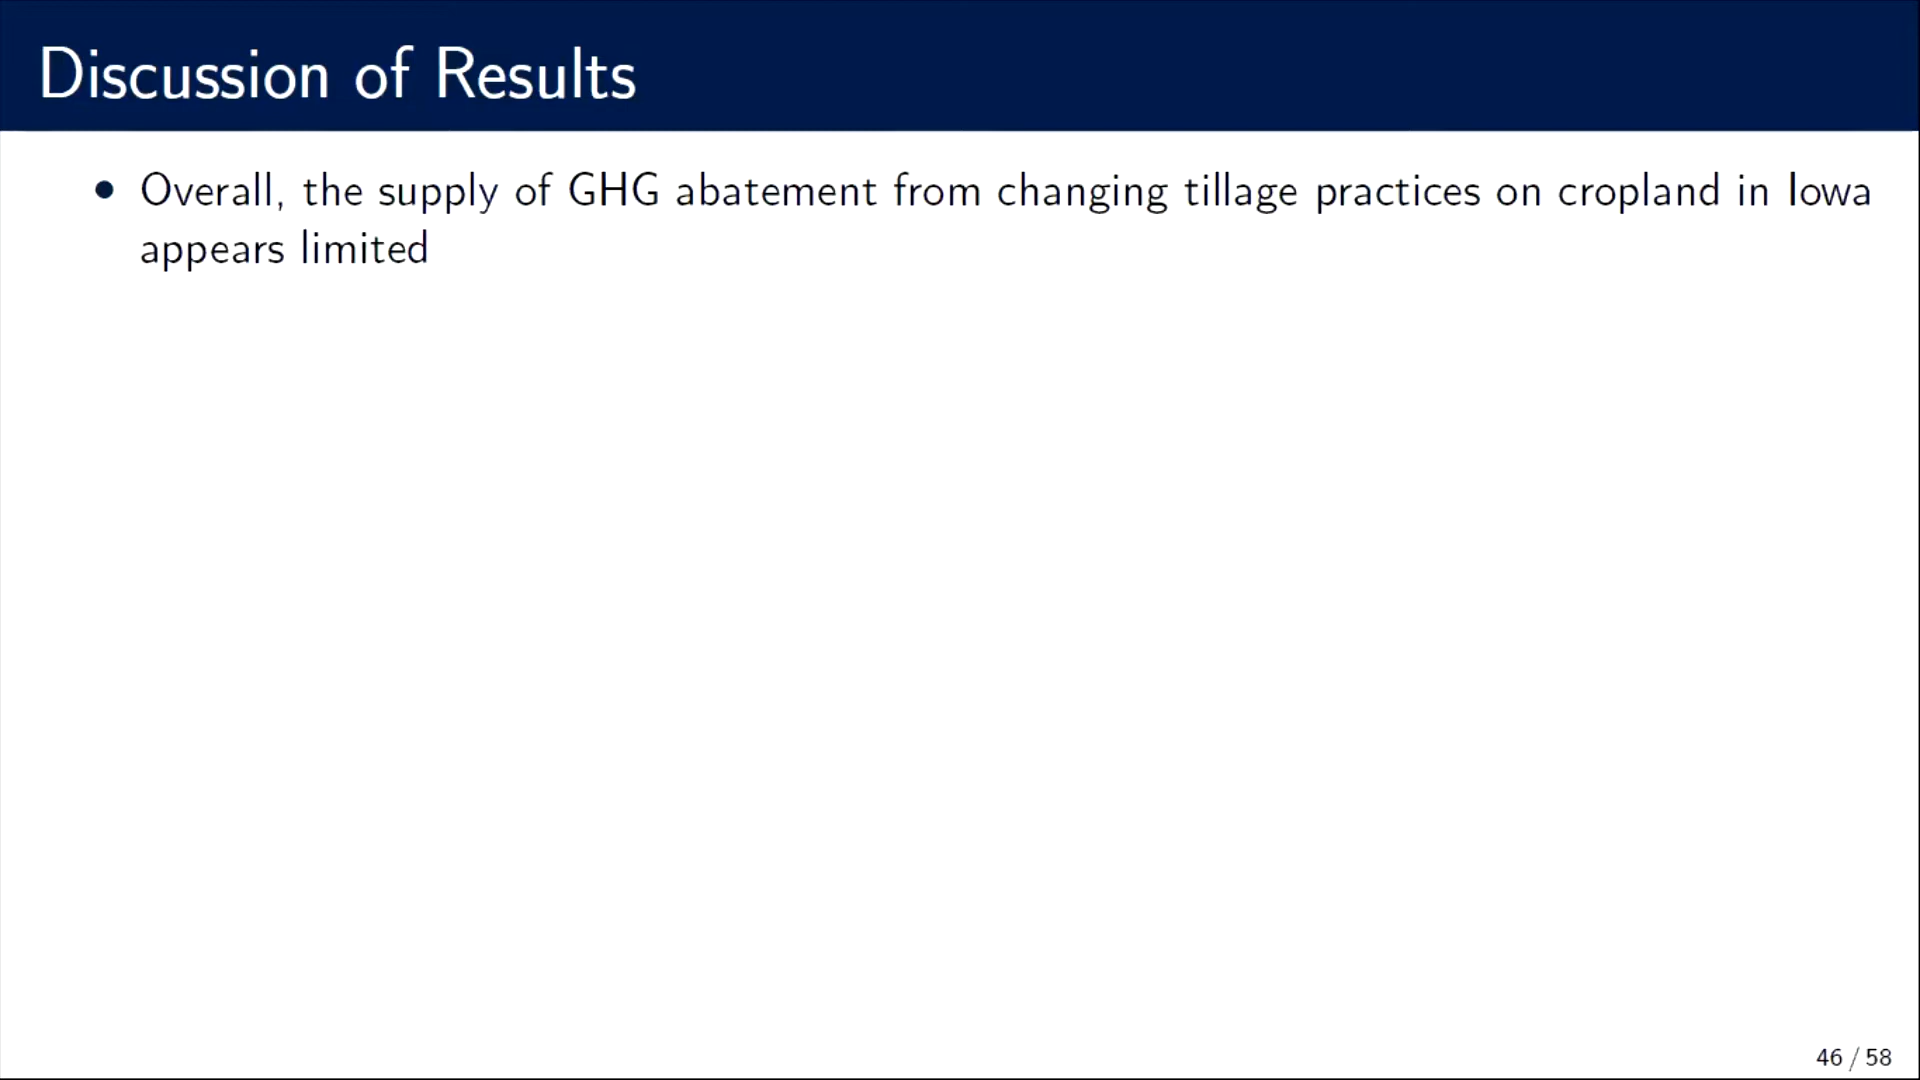 Discussion of Results
• Overall, the supply of GHG abatement from changing tillage practices on cropland in Iowa
appears limited
46 / 58